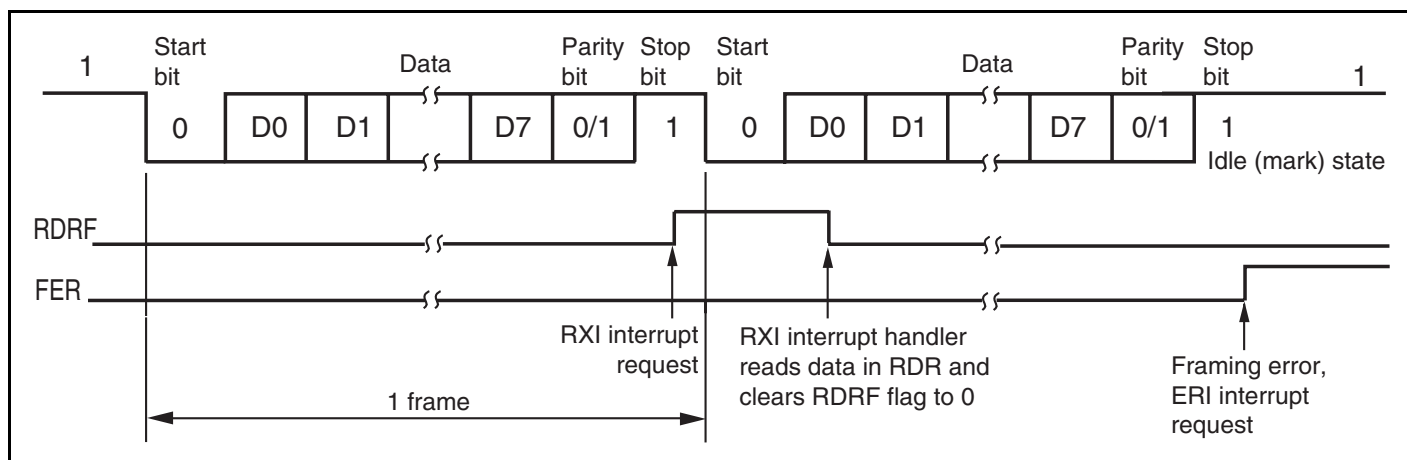 1
Start bit
Data
Parity bit
Stop bit
Start bit
Data
Parity bit
Stop bit
1
0
D0
D1
D7
0/1
1
0
D0
D1
D7
0/1
1
Idle (mark) state
RDRF
FER
RXI interrupt
request
RXI interrupt handler
reads data in RDR and
clears RDRF flag to 0
Framing error,
ERI interrupt
request
1 frame